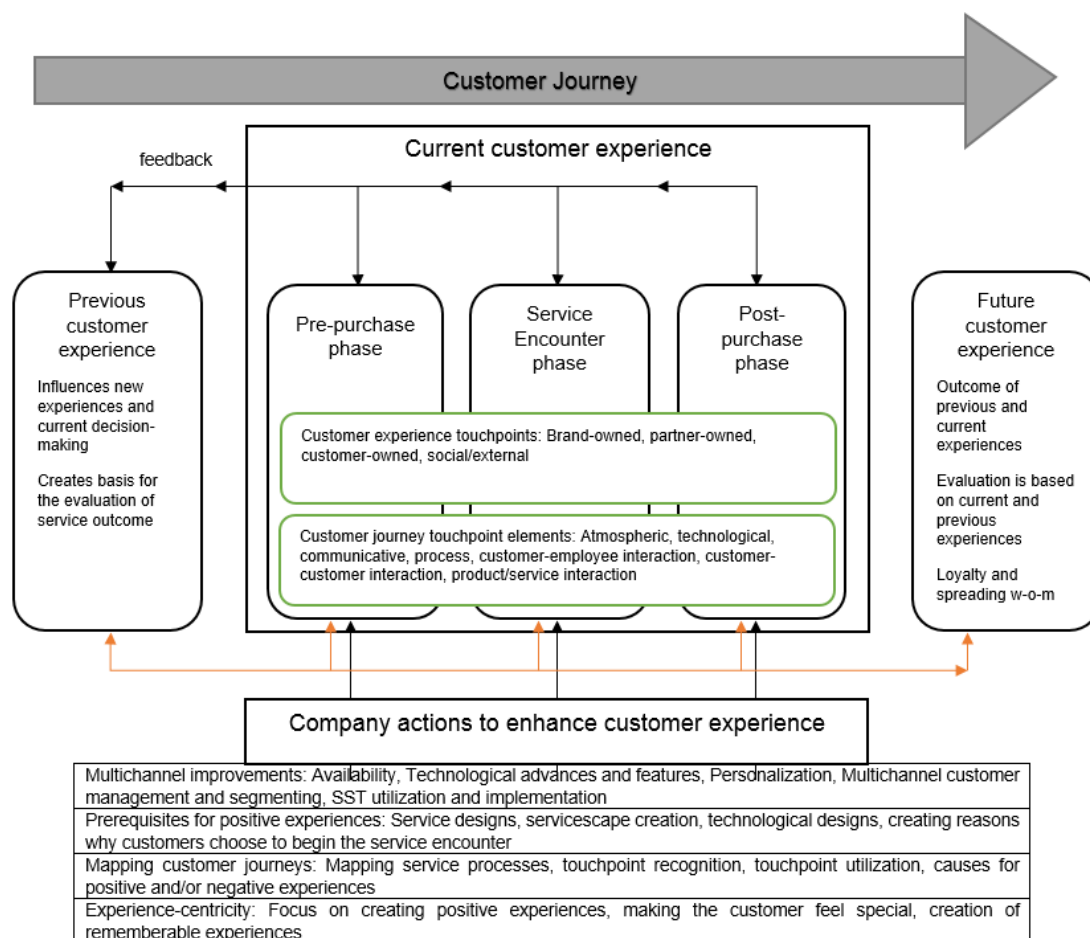 Customer Journey
Current customer experience
feedback
Previous
customer
experience
Influences new
experiences and
current decision-
making
Creates basis for
the evaluation of
service outcome
Pre-purchase
phase
Service
Encounter
phase
Post-
purchase
phase
Customer experience touchpoints: Brand-owned, partner-owned,
customer-owned, social/external
Customer journey touchpoint elements: Atmospheric, technological,
communicative, process, customer-employee interaction, customer-
customer interaction, product/service interaction
Future
customer
experience
Outcome of
previous and
current
experiences
Evaluation is based
on current and
previous
experiences
Loyalty and
spreading w-o-m
Company actions to enhance customer experience
Multichannel improvements: Availability, Technological advances and features, Personalization, Multichannel customer
management and segmenting, SST utilization and implementation
Prerequisites for positive experiences: Service designs, servicescape creation, technological designs, creating reasons
why customers choose to begin the service encounter
Mapping customer journeys: Mapping service processes, touchpoint recognition, touchpoint utilization, causes for
positive and/or negative experiences
Experience-centricity: Focus on creating positive experiences, making the customer feel special, creation of
rememberable experiences